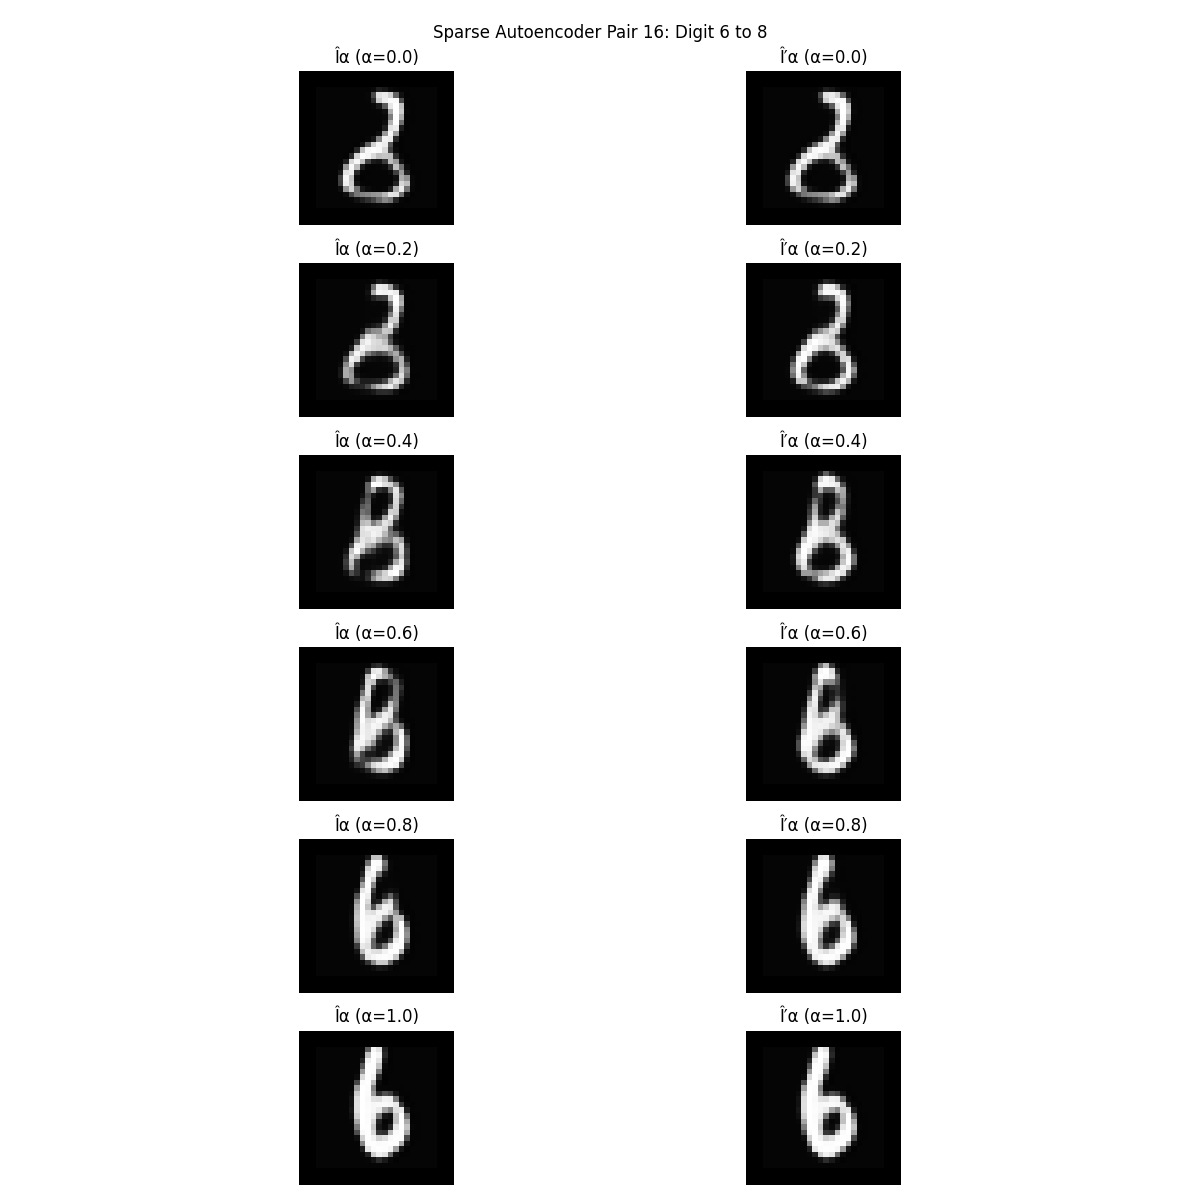 Sparse Autoencoder Pair 16: Digit 6 to 8
Îα (α=0.0) Î′α (α=0.0)
Îα (α=0.2) Î′α (α=0.2)
Îα (α=0.4) Î′α (α=0.4)
Îα (α=0.6) Î′α (α=0.6)
Îα (α=0.8) Î′α (α=0.8)
Îα (α=1.0) Î′α (α=1.0)